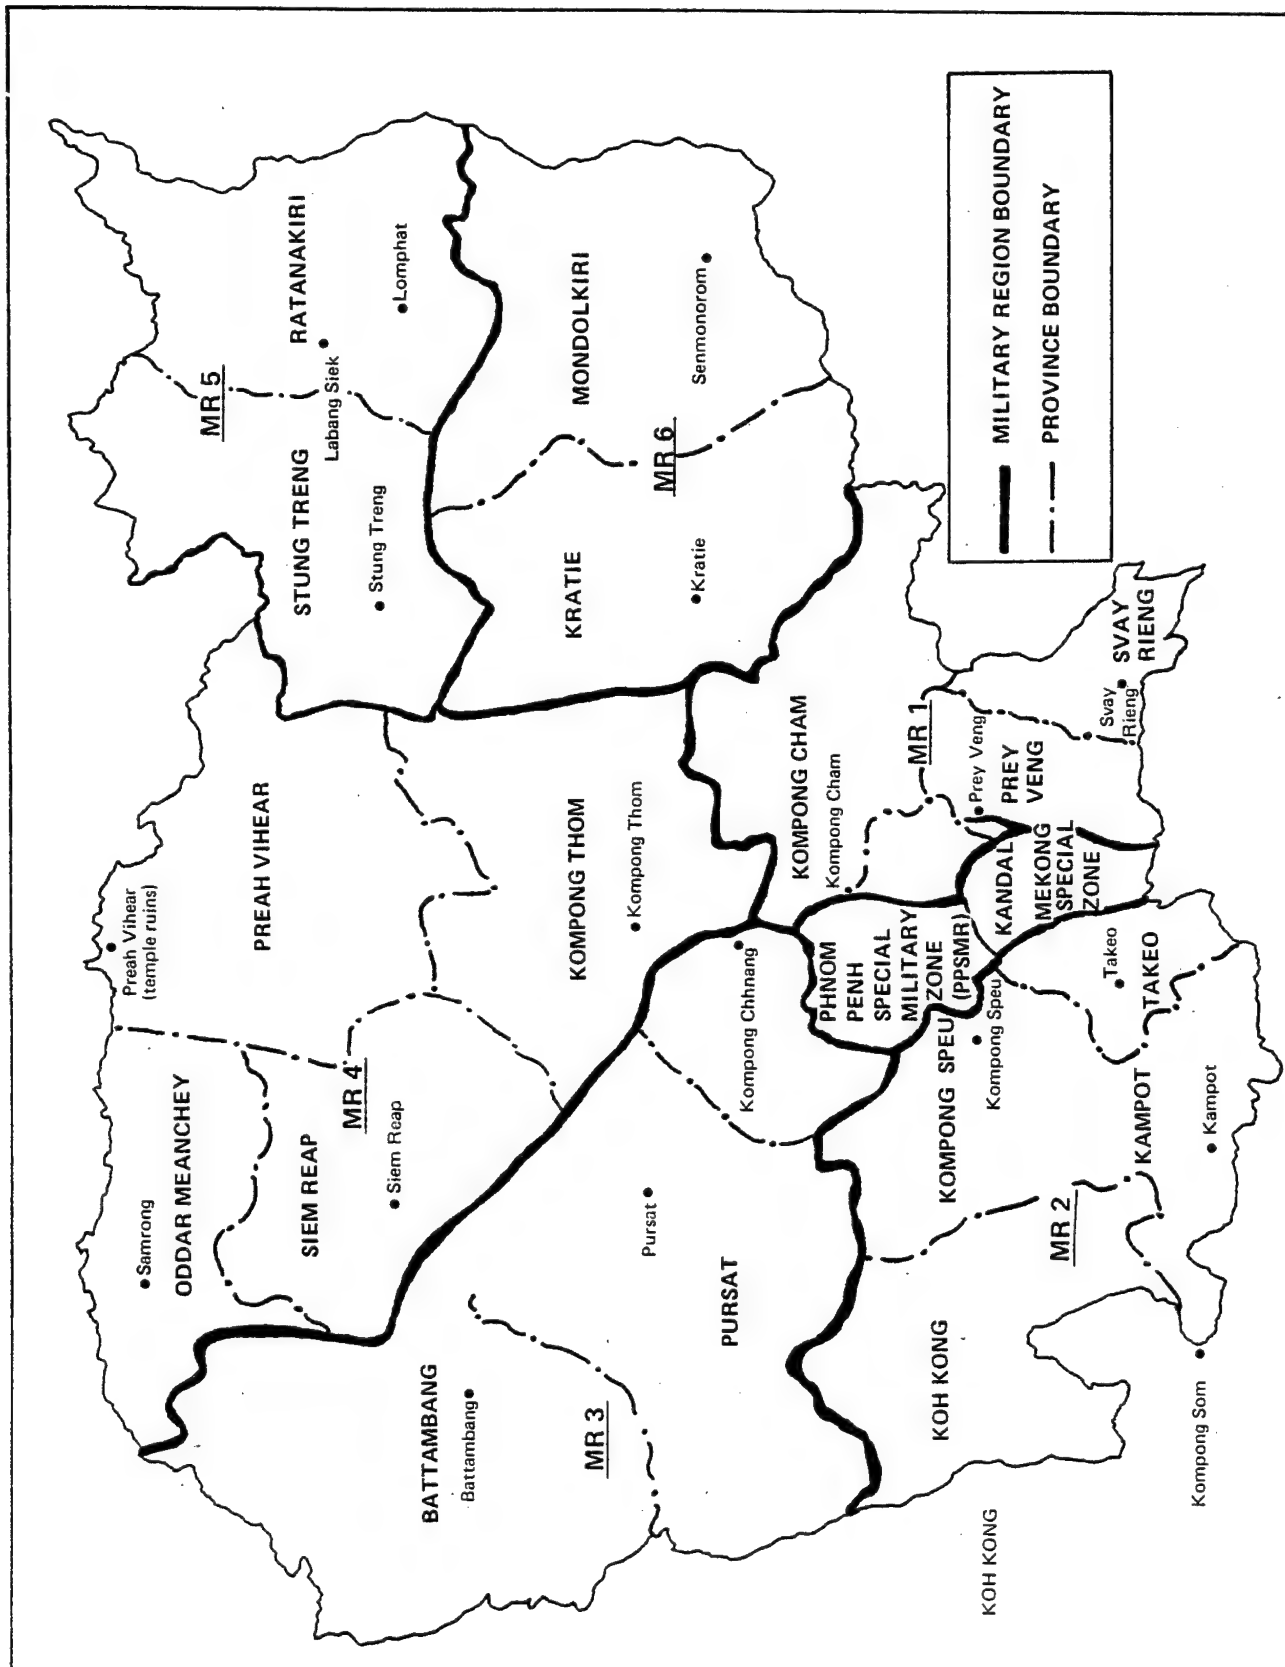 Samrong
ODDAR MEANCHEY
Preah Vihear
(temple ruins)
PREAH VIHEAR
SIEM REAP
MR 4
Siem Reap
STUNG TRENG
Stung Treng
MR 5
RATANAKIRI
Labang Siek
Lomphat
BATTAMBANG
Battambang
MR 3
Pursat
PURSAT
KOMPONG THOM
Kompong Thom
KRATIE
Kratie
MONDOLKIRI
MR 6
Senmonorom
Kompong Chhnang
KOMPONG CHAM
Kompong Cham
PHNOM
PENH
SPECIAL
MILITARY
ZONE
(PPSMR)
MR 1
Prey Veng
PREY
VENG
KANDAL
MEKONG
SPECIAL
ZONE
Svay
Rieng
SVAY
RIENG
KOMPONG SPEU
Kompong Speu
Takeo
TAKEO
KOH KONG
MR 2
KAMPOT
Kampot
KOH KONG
Kompong Som
MILITARY REGION BOUNDARY
PROVINCE BOUNDARY